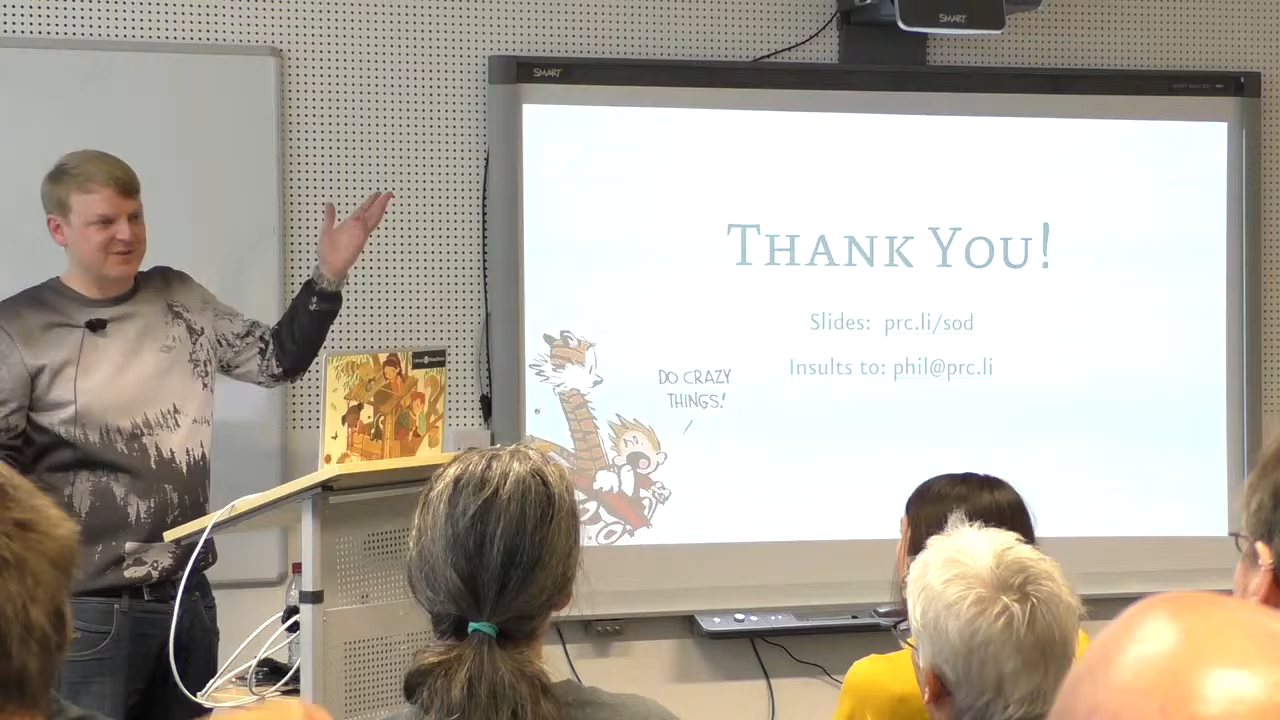 SMART
SMART
THANK YOU!
Slides: prc.li/sod
Insults to: phil@prc.li
DO CRAZY
THINGS!